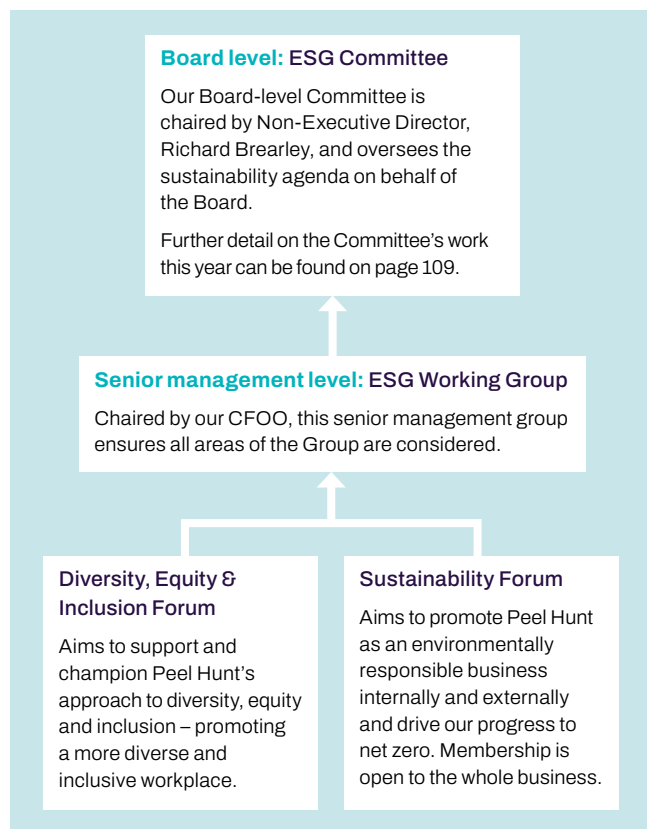 Board level: ESG Committee
Our Board-level Committee is
chaired by Non-Executive Director,
Richard Brearley, and oversees the
sustainability agenda on behalf of
the Board.
Further detail on the Committee’s work
this year can be found on page 109.
Senior management level: ESG Working Group
Chaired by our CFOO, this senior management group
ensures all areas of the Group are considered.
Diversity, Equity &
Inclusion Forum
Aims to support and
champion Peel Hunt’s
approach to diversity, equity
and inclusion – promoting
a more diverse and
inclusive workplace.
Sustainability Forum
Aims to promote Peel Hunt
as an environmentally
responsible business
internally and externally
and drive our progress to
net zero. Membership is
open to the whole business.